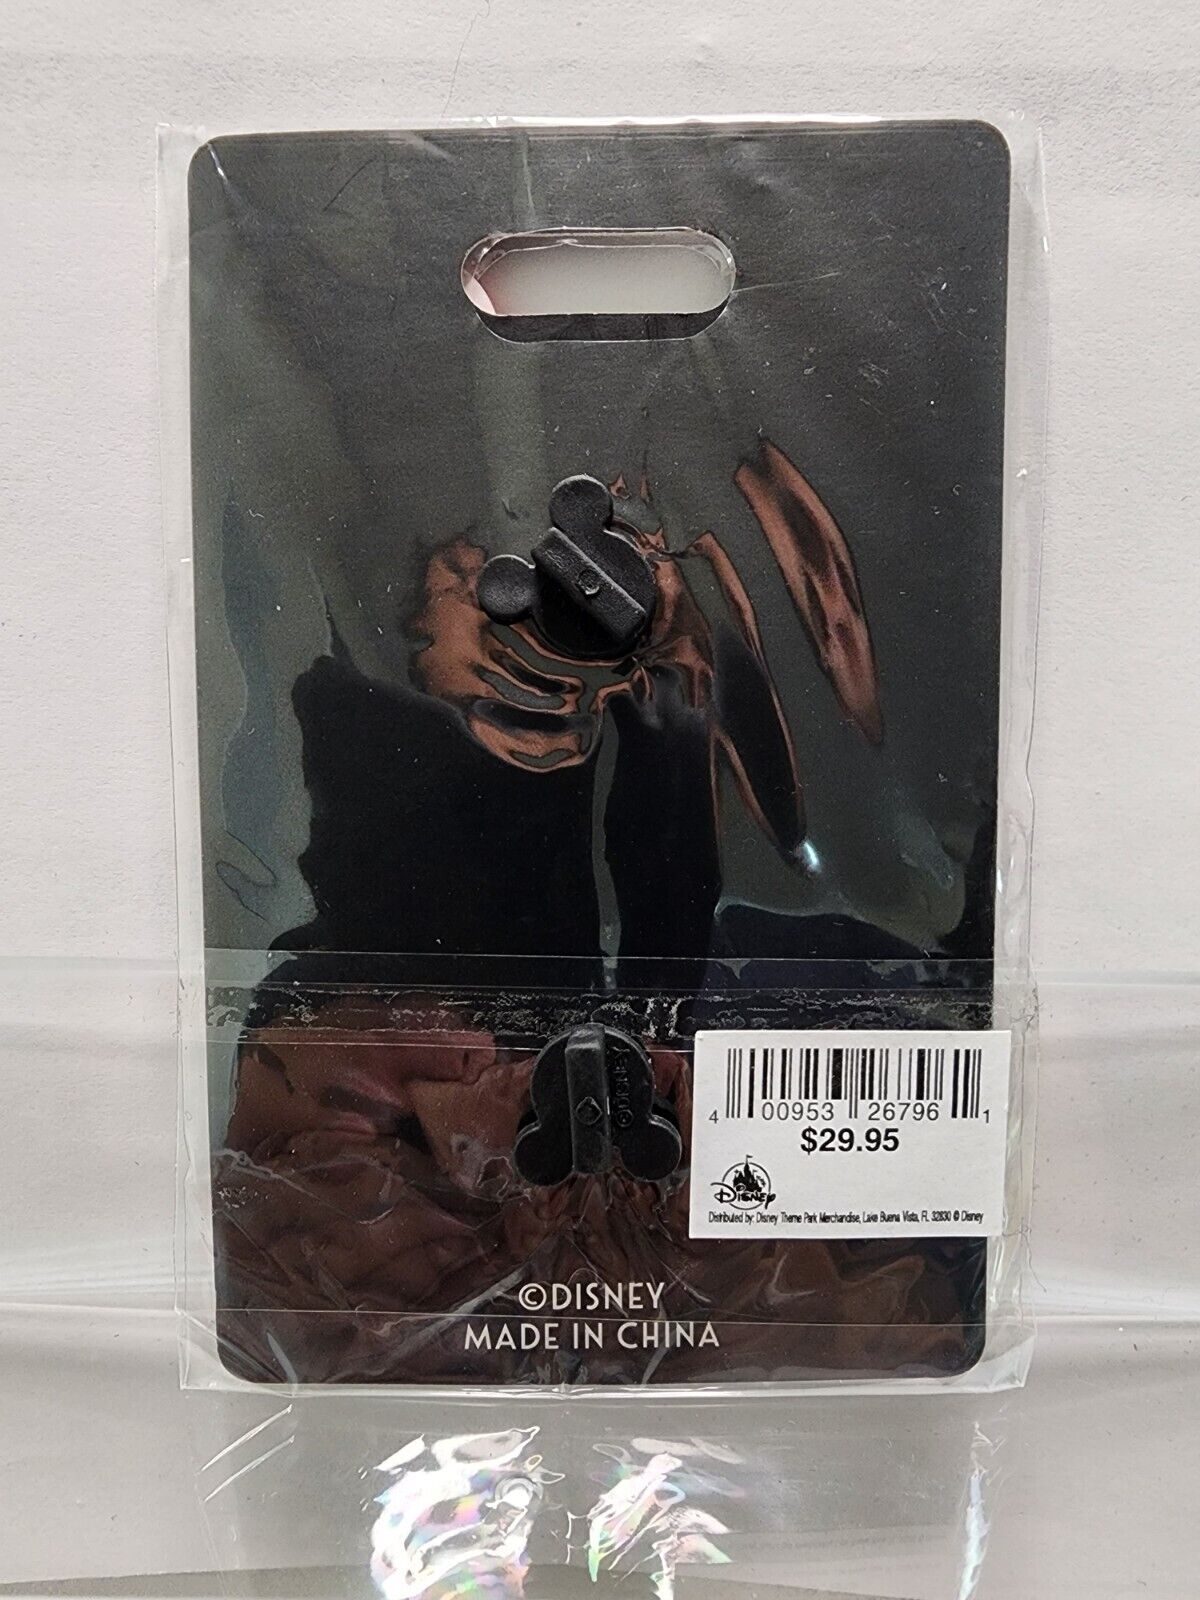 ©DISNEY
4 00953 26796 1
$29.95
Disney
Distributed by: Disney Theme Park Merchandise, Lake Buena Vista, FL 32830 © Disney
©DISNEY
MADE IN CHINA